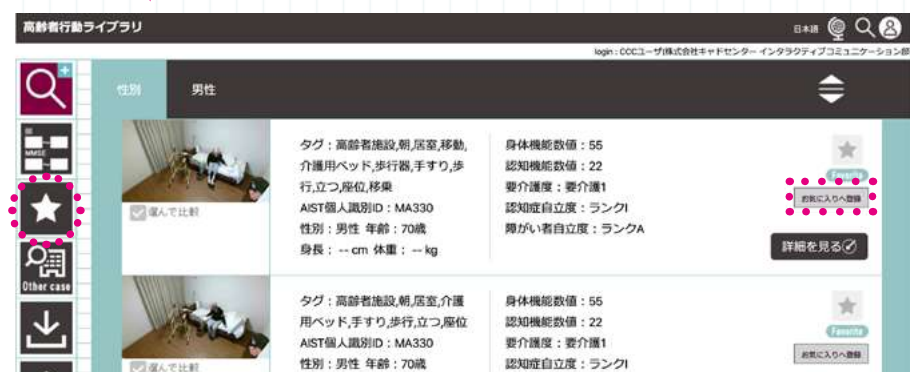 高齢者行動ライブラリ
日本語
login : CCCユーザ(株式会社キャドセンター インタラクティブコミュニケーション部
性別 男性
MMSE
Other case
タグ：高齢者施設,朝,居室,移動,
介護用ベッド,歩行器,手すり,歩
行,立つ,座位,移乗
AIST個人識別ID：MA330
性別：男性 年齢：70歳
身長： -- cm 体重： -- kg
選んで比較
身体機能数値：55
認知機能数値：22
要介護度：要介護1
認知症自立度：ランクI
障がい者自立度：ランクA
Favorite
お気に入りへ登録
詳細を見る
タグ：高齢者施設,朝,居室,介護
用ベッド,手すり,歩行,立つ,座位
AIST個人識別ID：MA330
性別：男性 年齢：70歳
選んで比較
身体機能数値：55
認知機能数値：22
要介護度：要介護1
認知症自立度：ランクI
Favorite
お気に入りへ登録